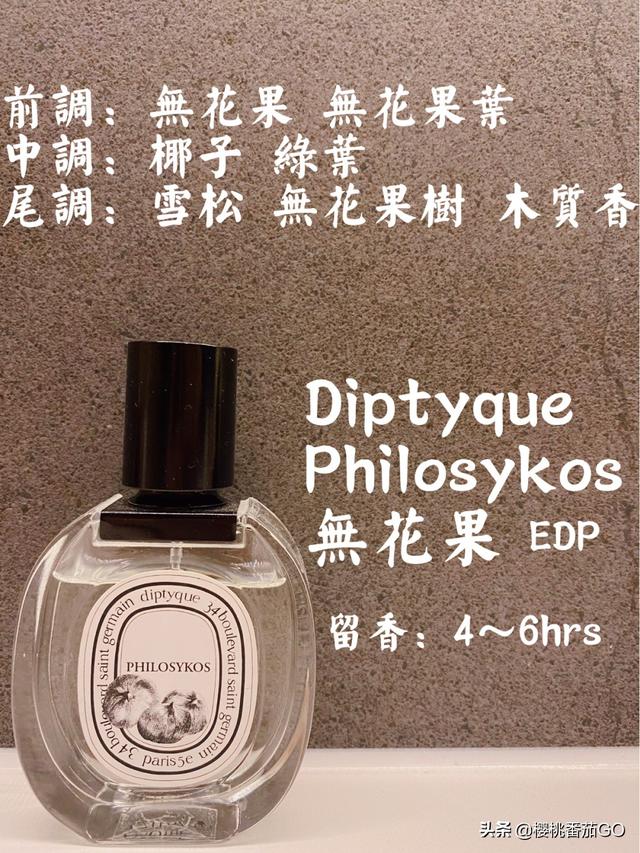 前調：無花果 無花果葉
中調：椰子 綠葉
尾調：雪松 無花果樹 木質香
Diptyque
Philosykos
無花果 EDP
留香：4～6hrs
diptyque 34 boulevard saint germain paris5e 34 boulevard saint germain
PHILOSYKOS
头条 @樱桃番茄GO